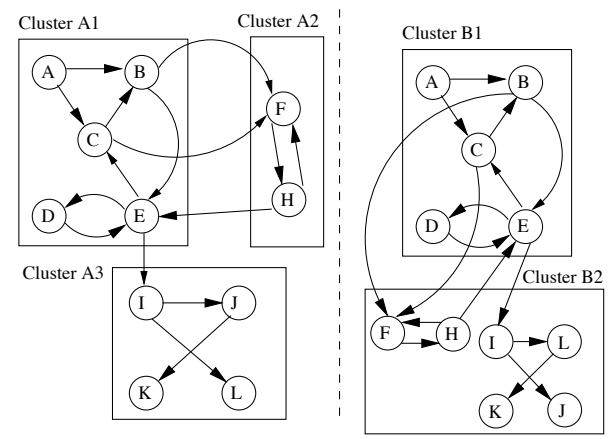 Cluster A1
Cluster A2
Cluster B1
A
B
F
C
H
D
E
Cluster A3
I
J
K
L
A
B
C
D
E
Cluster B2
F
H
I
L
K
J